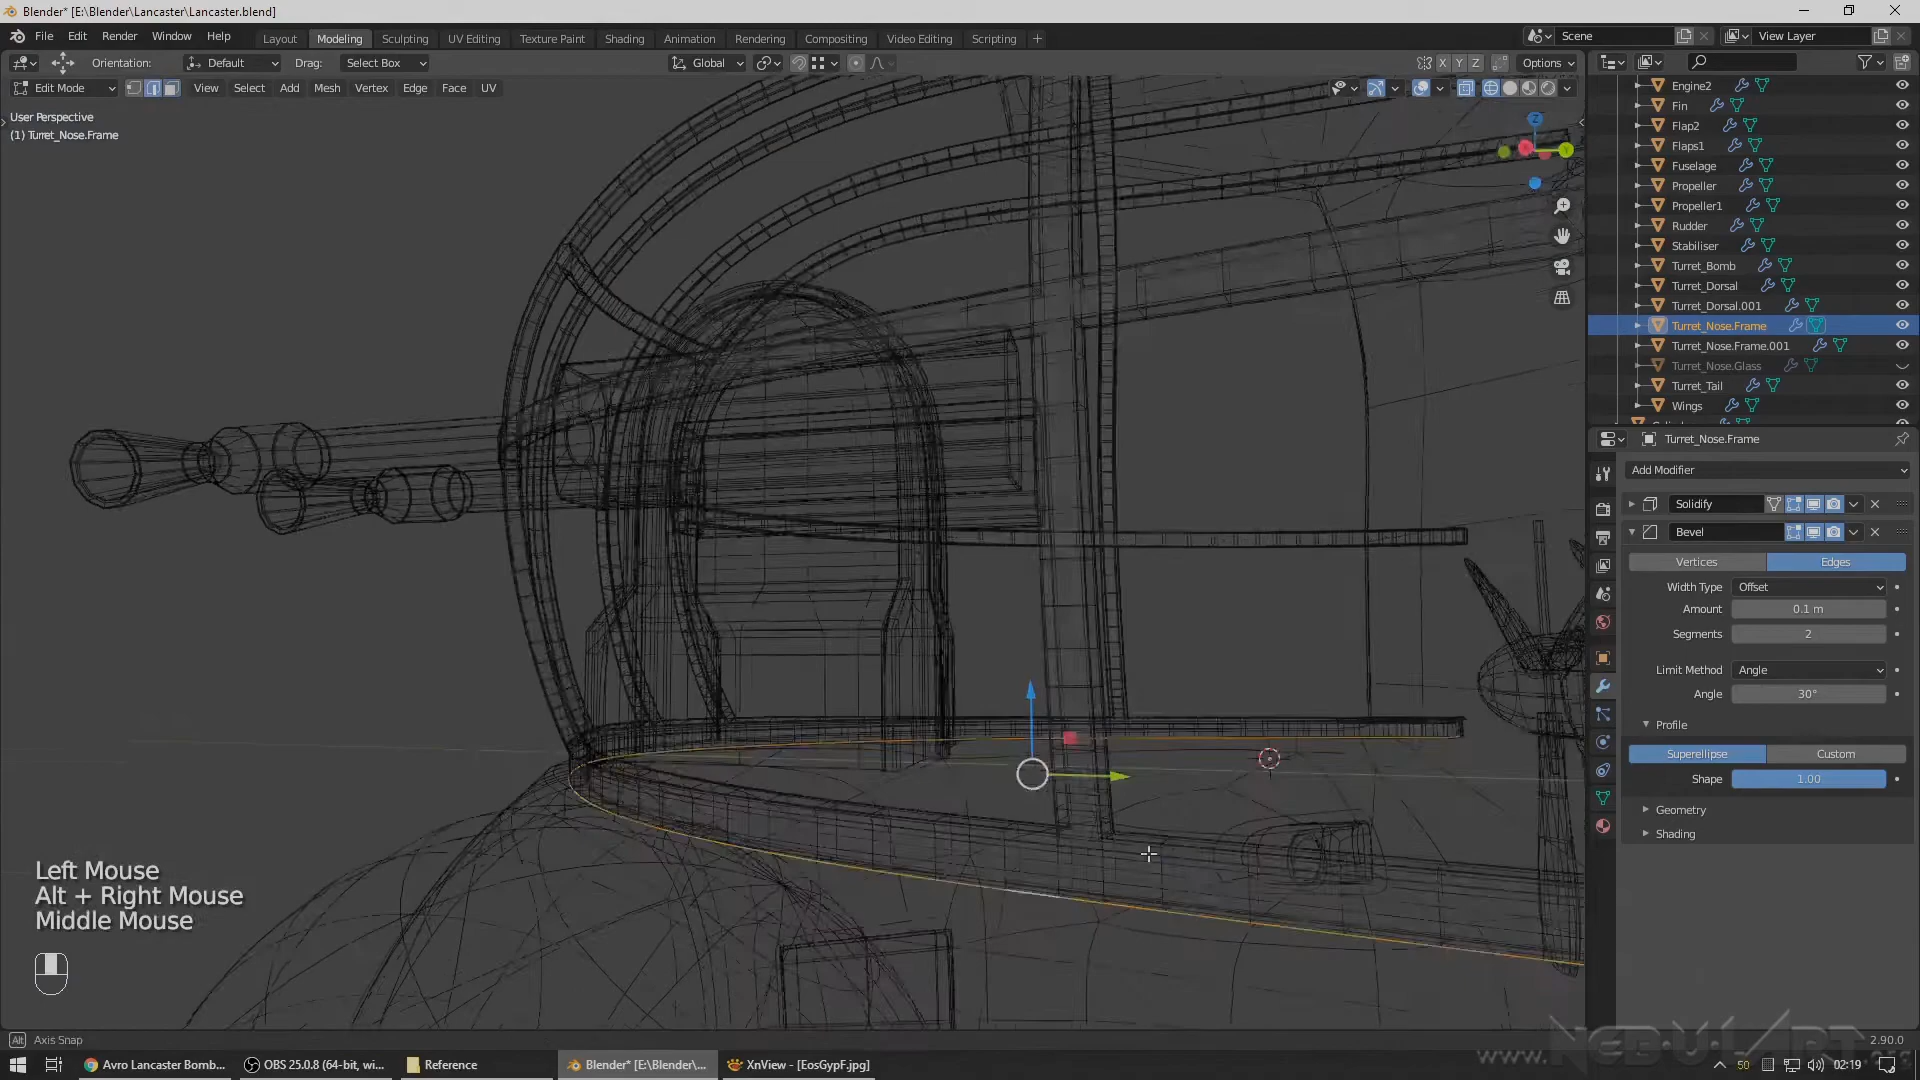 Blender* [E:\Blender\Lancaster\Lancaster.blend]
File Edit Render Window Help Layout Modeling Sculpting UV Editing Texture Paint Shading Animation Rendering Compositing Video Editing Scripting + Scene View Layer
Orientation: Default Drag: Select Box Global X Y Z Options
Edit Mode View Select Add Mesh Vertex Edge Face UV
User Perspective
(1) Turret_Nose.Frame
Z
Engine2
Fin
Flap2
Flaps1
Fuselage
Propeller
Propeller1
Rudder
Stabiliser
Turret_Bomb
Turret_Dorsal
Turret_Dorsal.001
Turret_Nose.Frame
Turret_Nose.Frame.001
Turret_Nose.Glass
Turret_Tail
Wings
Turret_Nose.Frame
Add Modifier
Solidify
Bevel
Vertices Edges
Width Type Offset
Amount 0.1 m
Segments 2
Limit Method Angle
Angle 30°
Profile
Superellipse Custom
Shape 1.00
Geometry
Shading
Left Mouse
Alt + Right Mouse
Middle Mouse
Alt Axis Snap
2.90.0
Avro Lancaster Bomb... OBS 25.0.8 (64-bit, wi... Reference Blender* [E:\Blender\... XnView - [EosGypF.jpg] 50 02:19